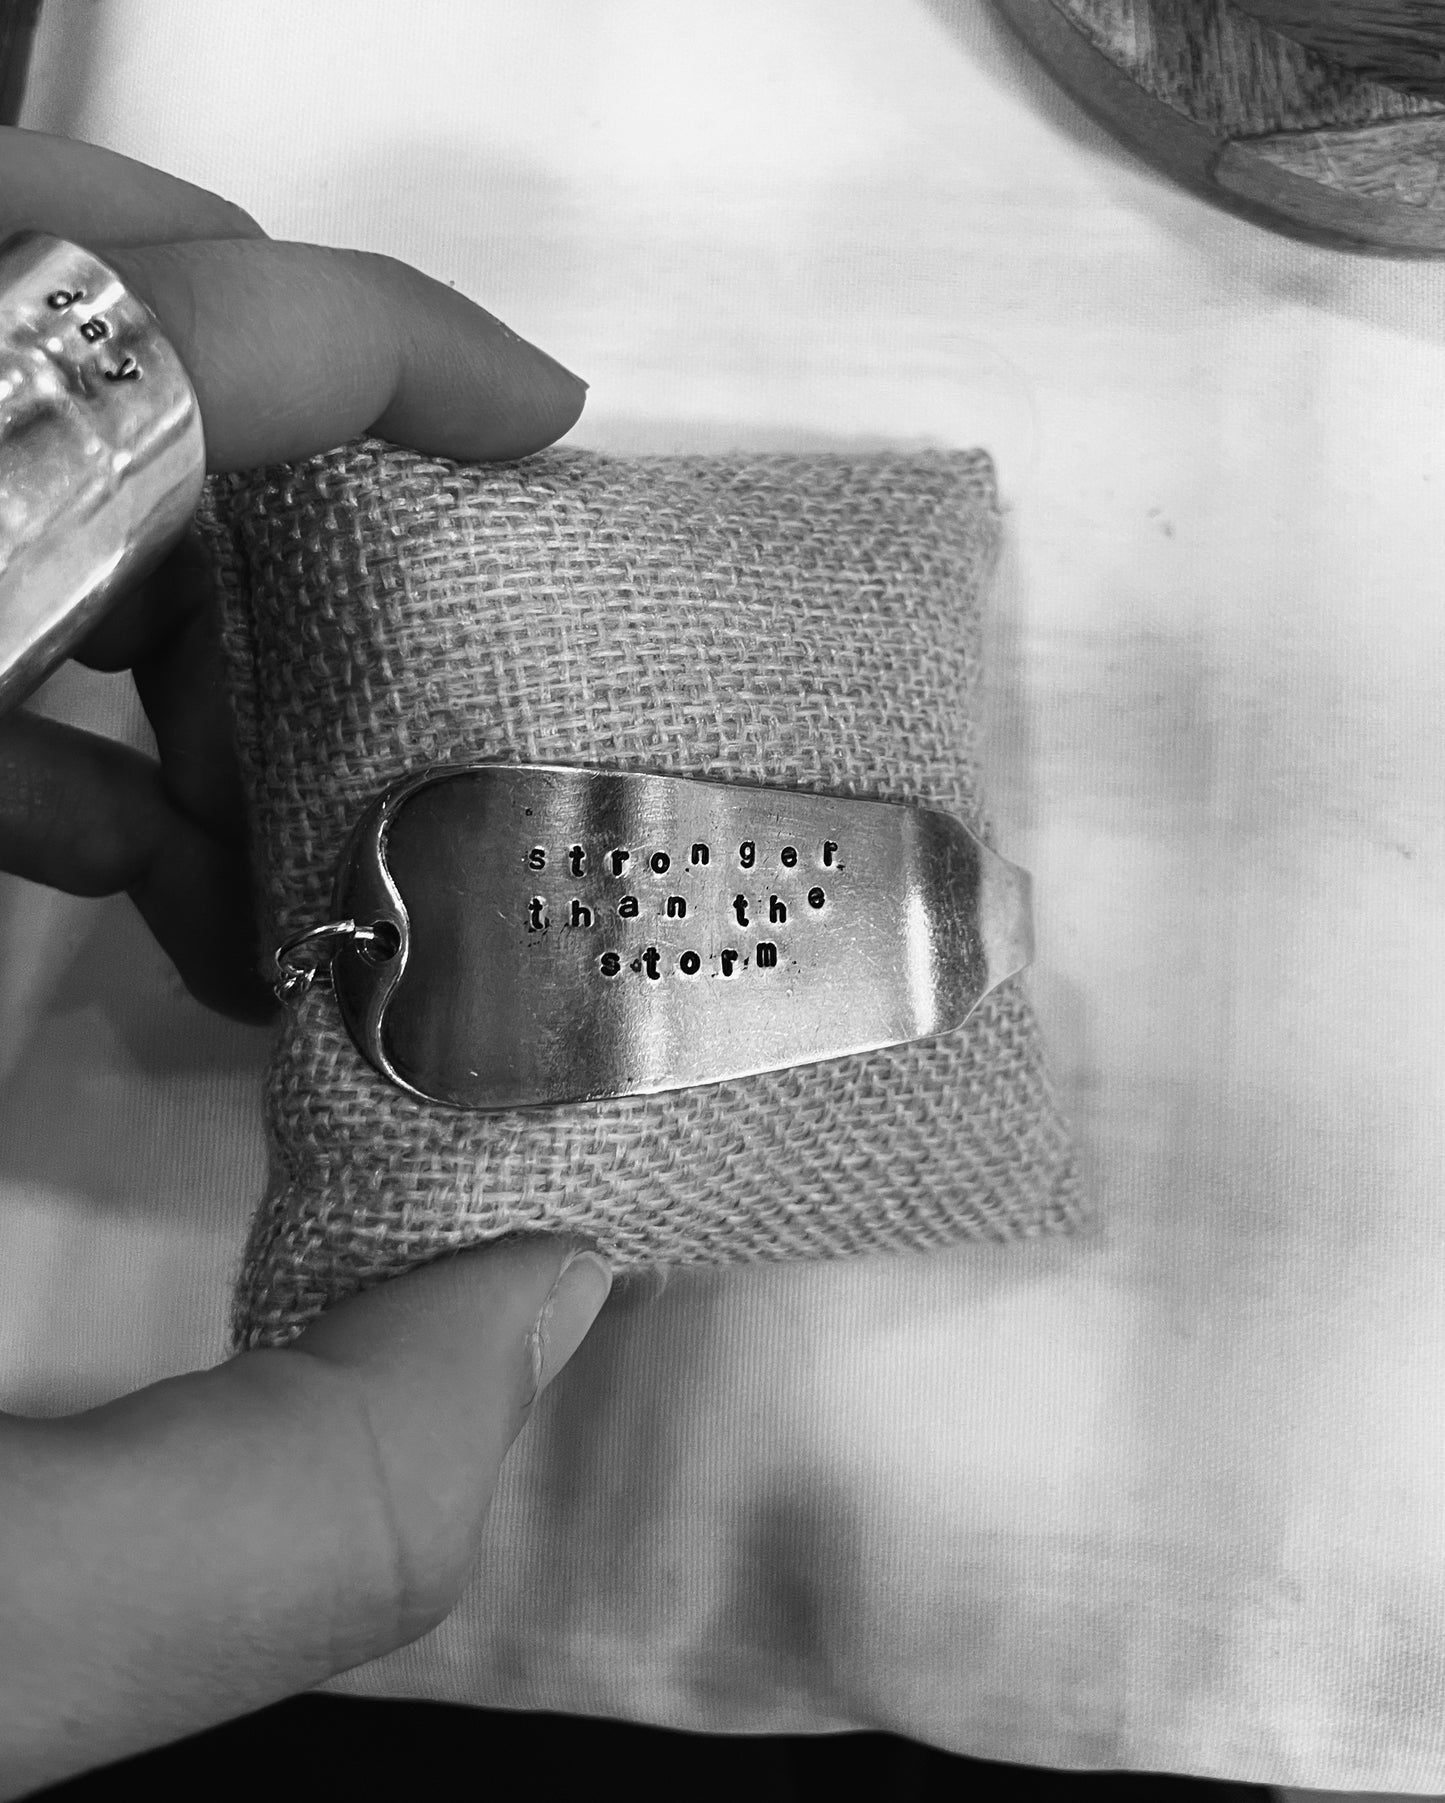 day
stronger
than the
storm